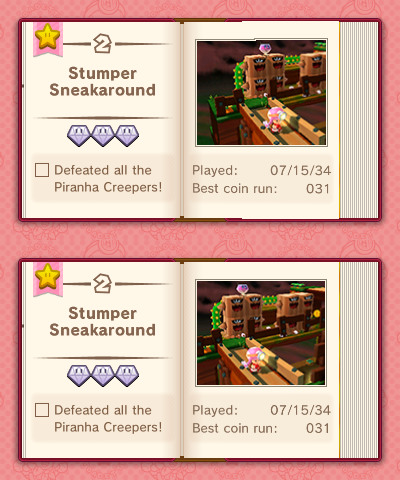 2
Stumper
Sneakaround
Defeated all the
Piranha Creepers!
Played: 07/15/34
Best coin run: 031
2
Stumper
Sneakaround
Defeated all the
Piranha Creepers!
Played: 07/15/34
Best coin run: 031